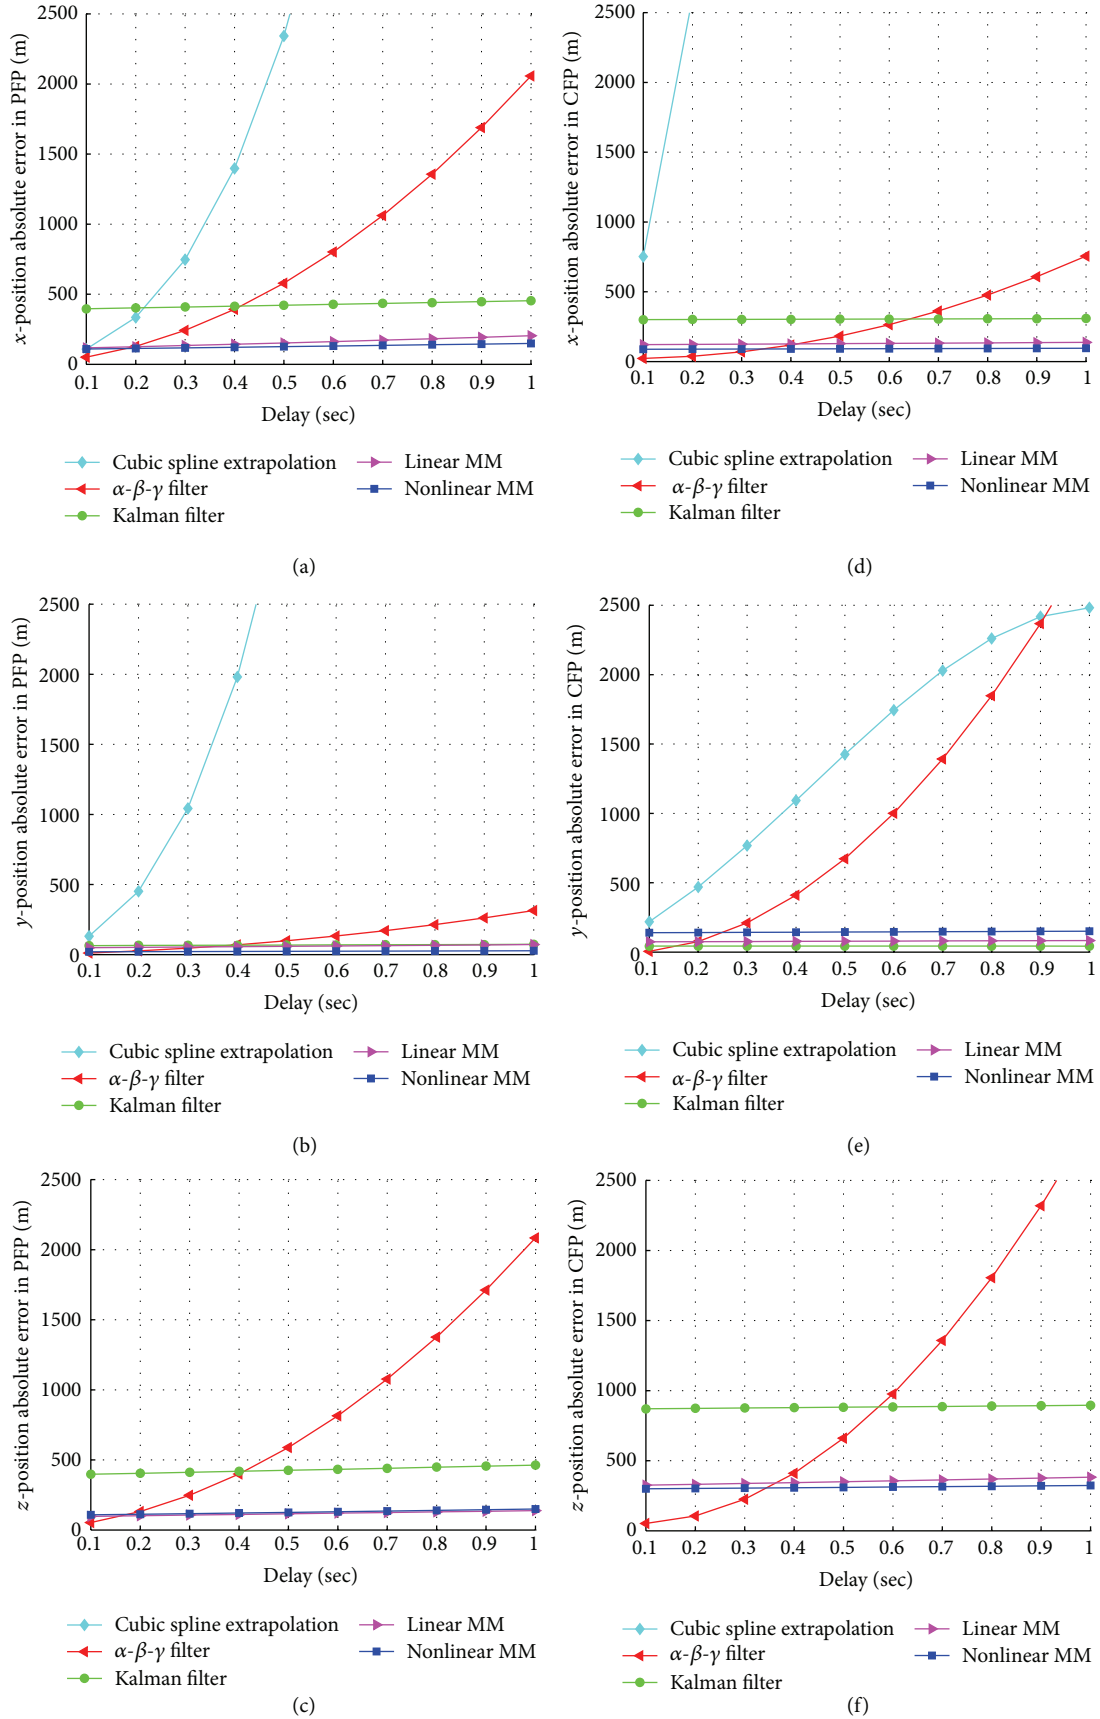 x-position absolute error in PFP (m)
2500
2000
1500
1000
500
0
0.1 0.2 0.3 0.4 0.5 0.6 0.7 0.8 0.9 1
Delay (sec)
Cubic spline extrapolation
α-β-γ filter
Kalman filter
Linear MM
Nonlinear MM
(a)
x-position absolute error in CFP (m)
2500
2000
1500
1000
500
0
0.1 0.2 0.3 0.4 0.5 0.6 0.7 0.8 0.9 1
Delay (sec)
Cubic spline extrapolation
α-β-γ filter
Kalman filter
Linear MM
Nonlinear MM
(d)
y-position absolute error in PFP (m)
2500
2000
1500
1000
500
0
0.1 0.2 0.3 0.4 0.5 0.6 0.7 0.8 0.9 1
Delay (sec)
Cubic spline extrapolation
α-β-γ filter
Kalman filter
Linear MM
Nonlinear MM
(b)
y-position absolute error in CFP (m)
2500
2000
1500
1000
500
0
0.1 0.2 0.3 0.4 0.5 0.6 0.7 0.8 0.9 1
Delay (sec)
Cubic spline extrapolation
α-β-γ filter
Kalman filter
Linear MM
Nonlinear MM
(e)
z-position absolute error in PFP (m)
2500
2000
1500
1000
500
0
0.1 0.2 0.3 0.4 0.5 0.6 0.7 0.8 0.9 1
Delay (sec)
Cubic spline extrapolation
α-β-γ filter
Kalman filter
Linear MM
Nonlinear MM
(c)
z-position absolute error in CFP (m)
2500
2000
1500
1000
500
0
0.1 0.2 0.3 0.4 0.5 0.6 0.7 0.8 0.9 1
Delay (sec)
Cubic spline extrapolation
α-β-γ filter
Kalman filter
Linear MM
Nonlinear MM
(f)